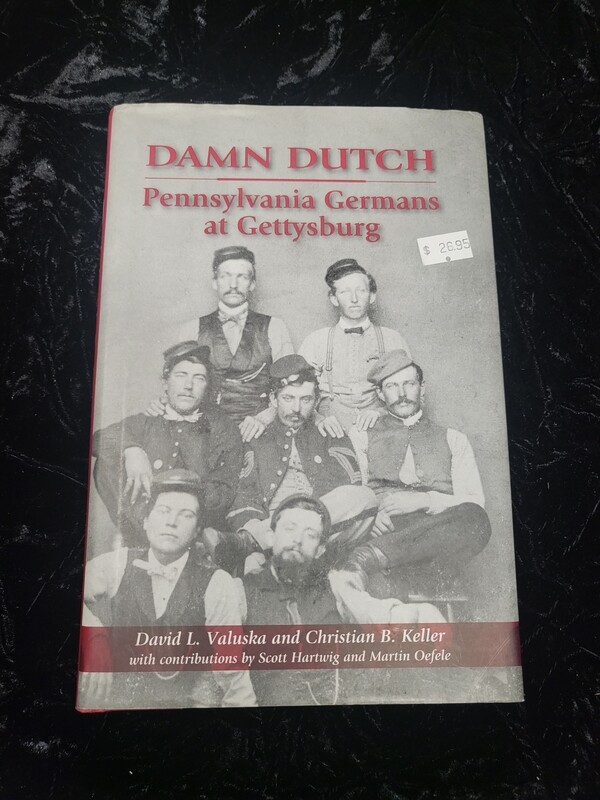 DAMN DUTCH
Pennsylvania Germans
at Gettysburg
$ 26.95
David L. Valuska and Christian B. Keller
with contributions by Scott Hartwig and Martin Oefele